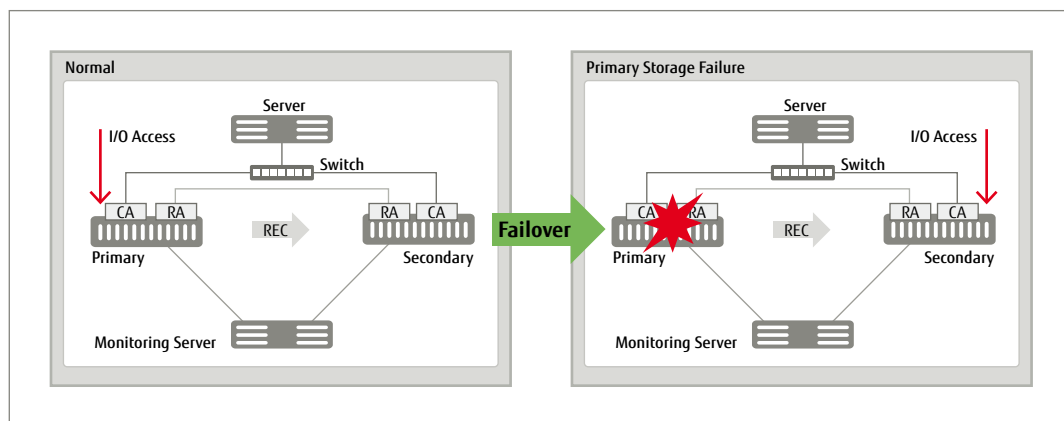 Normal
Server
I/O Access
Switch
CA
RA
RA
CA
REC
Primary
Secondary
Monitoring Server
Failover
Primary Storage Failure
Server
I/O Access
Switch
CA
RA
RA
CA
REC
Primary
Secondary
Monitoring Server